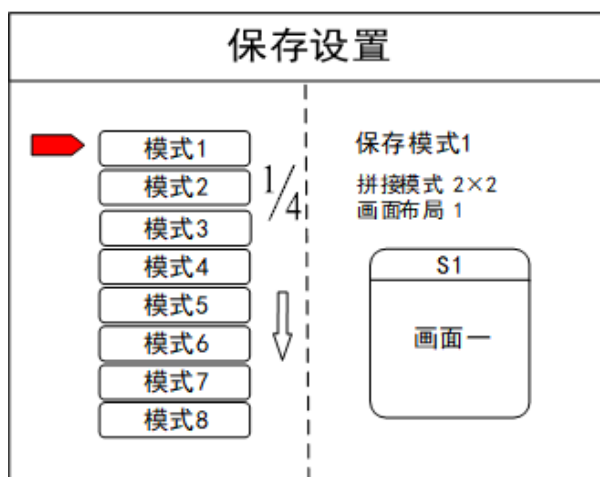 保存设置
模式1
模式2
模式3
模式4
模式5
模式6
模式7
模式8
1/4
保存模式1
拼接模式 2×2
画面布局 1
S1
画面一